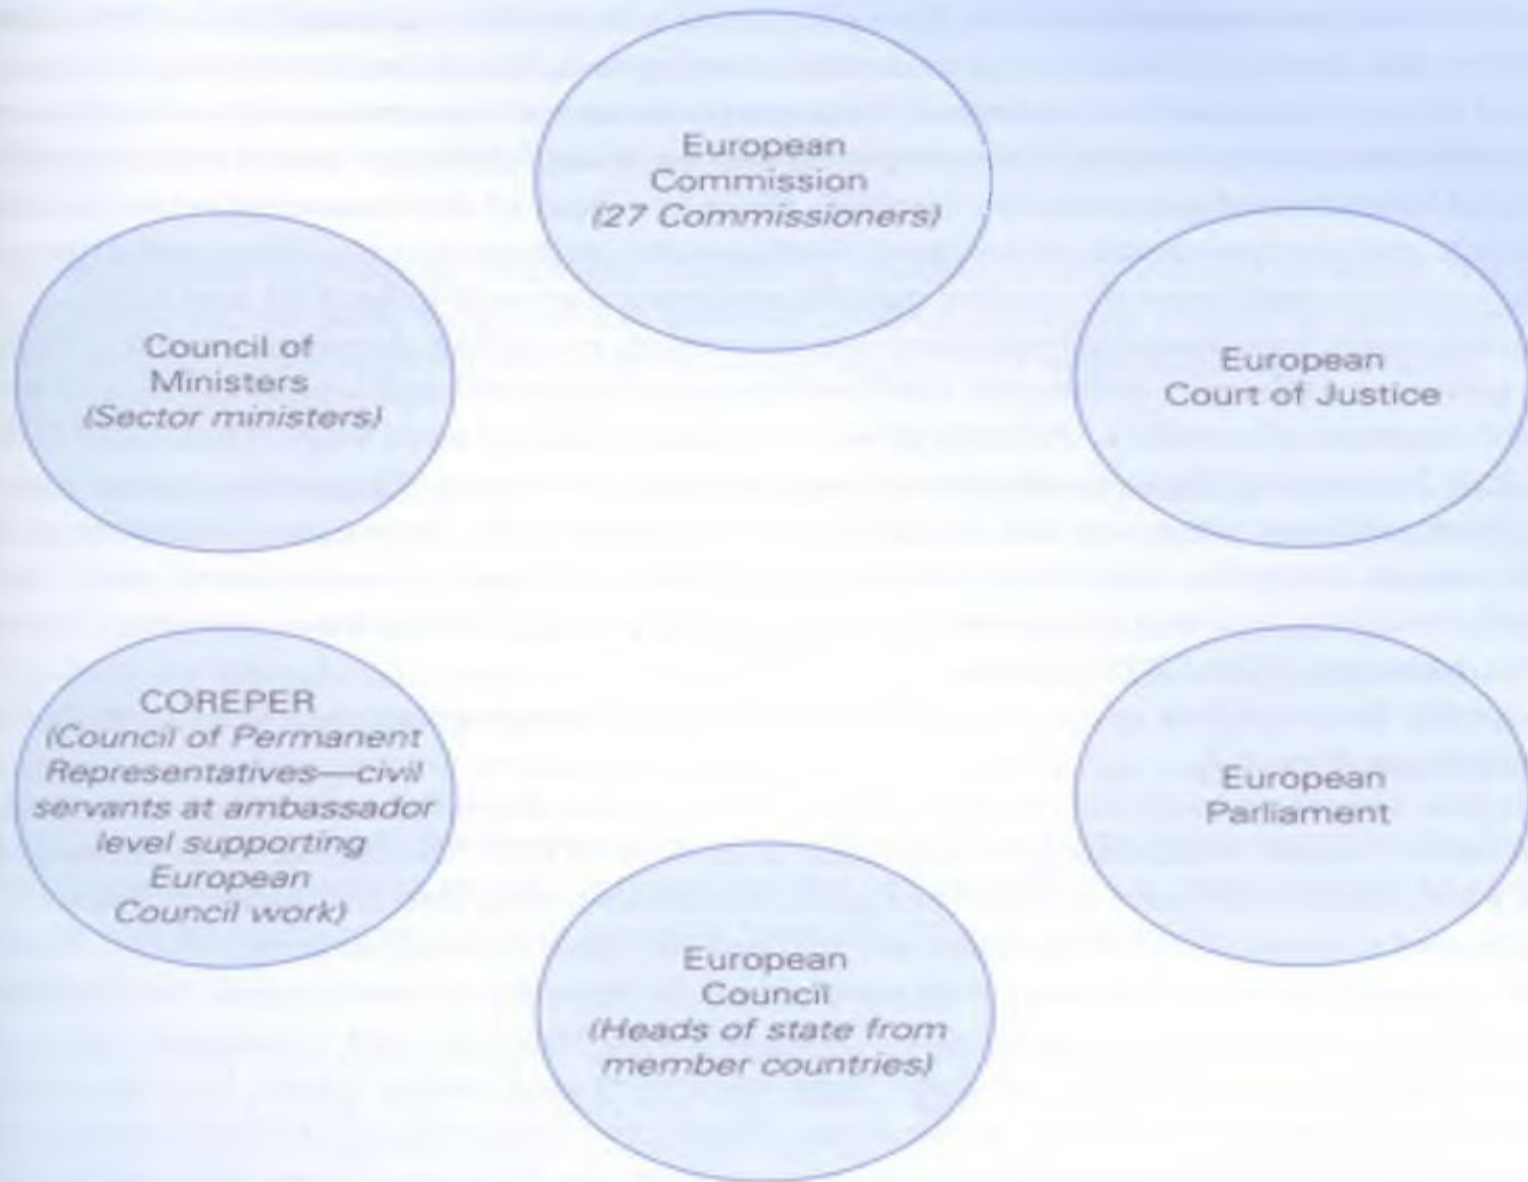 European
Commission
(27 Commissioners)
Council of
Ministers
(Sector ministers)
European
Court of Justice
COREPER
(Council of Permanent
Representatives—civil
servants at ambassador
level supporting
European
Council work)
European
Parliament
European
Council
(Heads of state from
member countries)